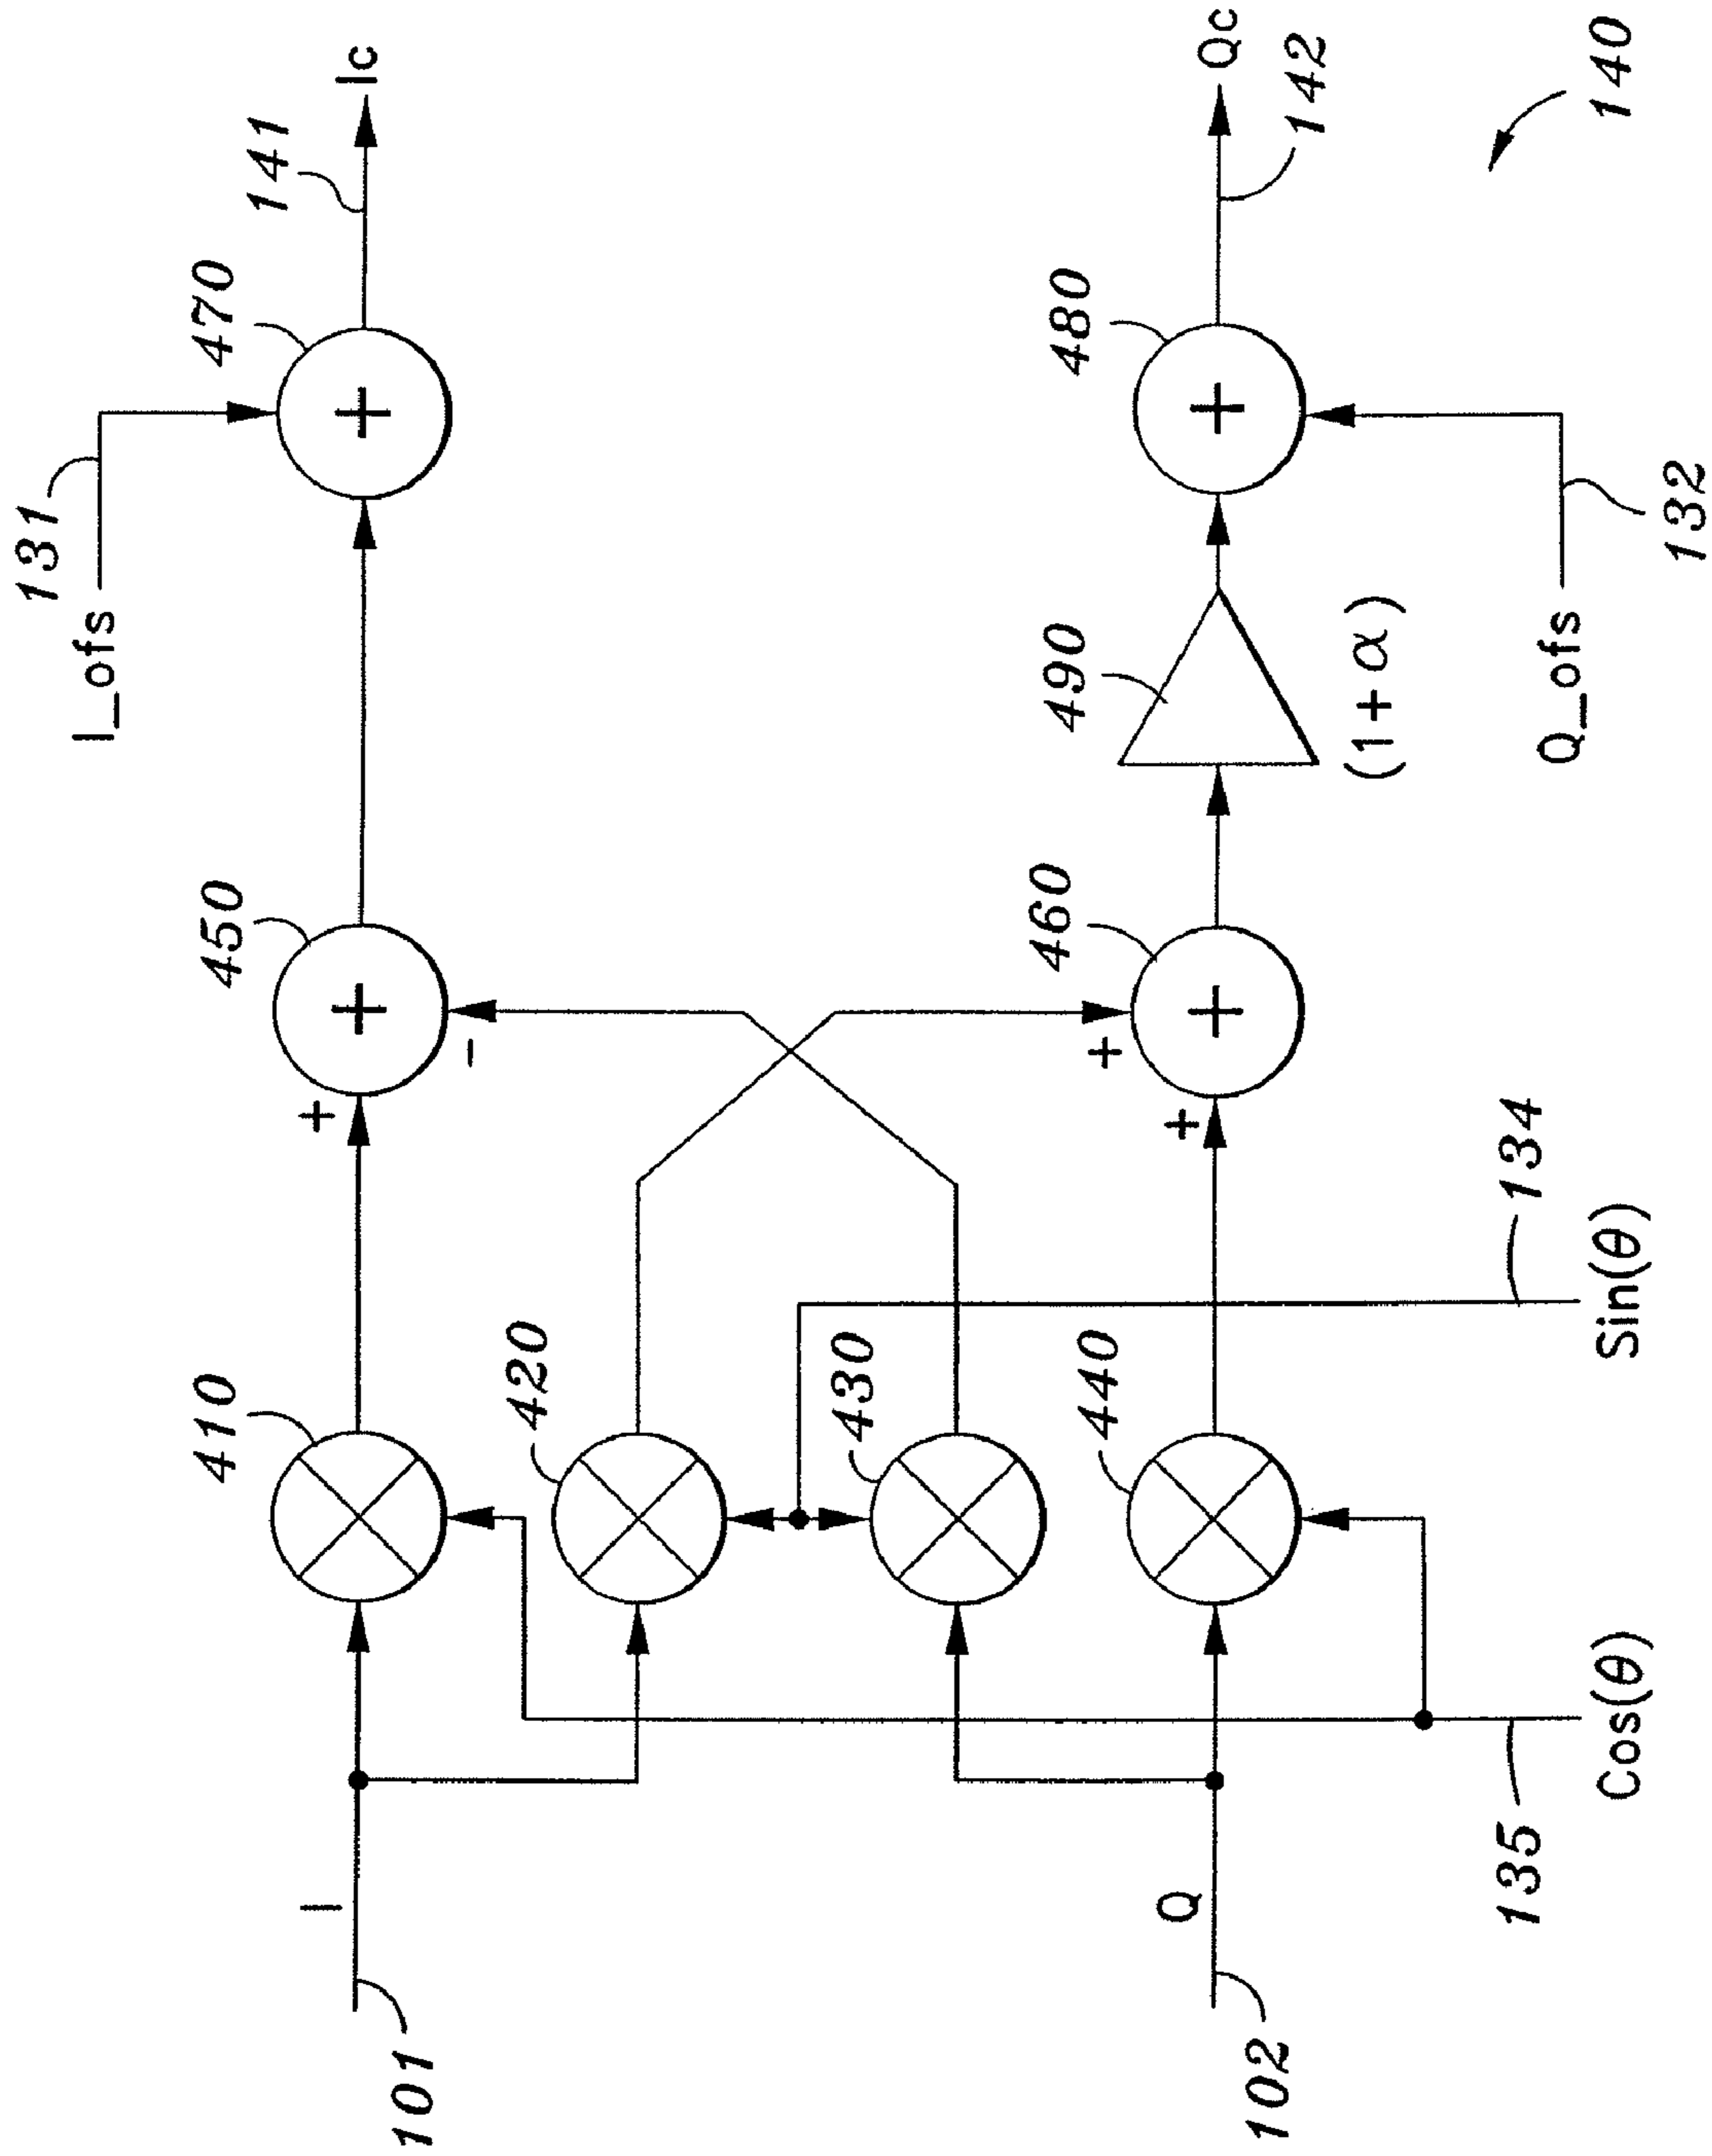 131
I_ofs
470
141
Ic
450
+
+
+
-
410
I
101
420
430
440
+
+
+
460
490
(1+α)
480
+
Qc
142
Q
102
Q_ofs
132
Sin(θ)
134
Cos(θ)
135
140